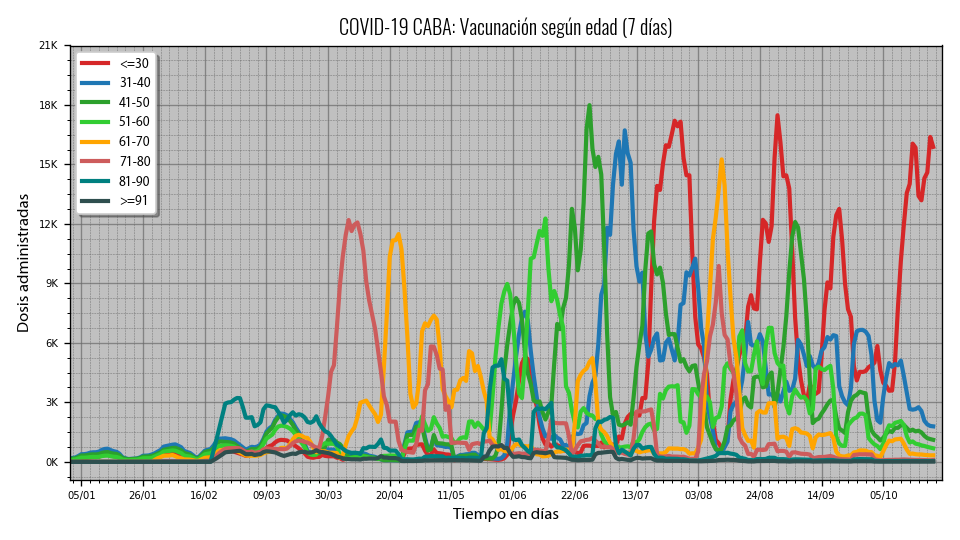 COVID-19 CABA: Vacunación según edad (7 días)
21K
18K
15K
12K
9K
6K
3K
0K
Dosis administradas
<=30
31-40
41-50
51-60
61-70
71-80
81-90
>=91
05/01 26/01 16/02 09/03 30/03 20/04 11/05 01/06 22/06 13/07 03/08 24/08 14/09 05/10
Tiempo en días